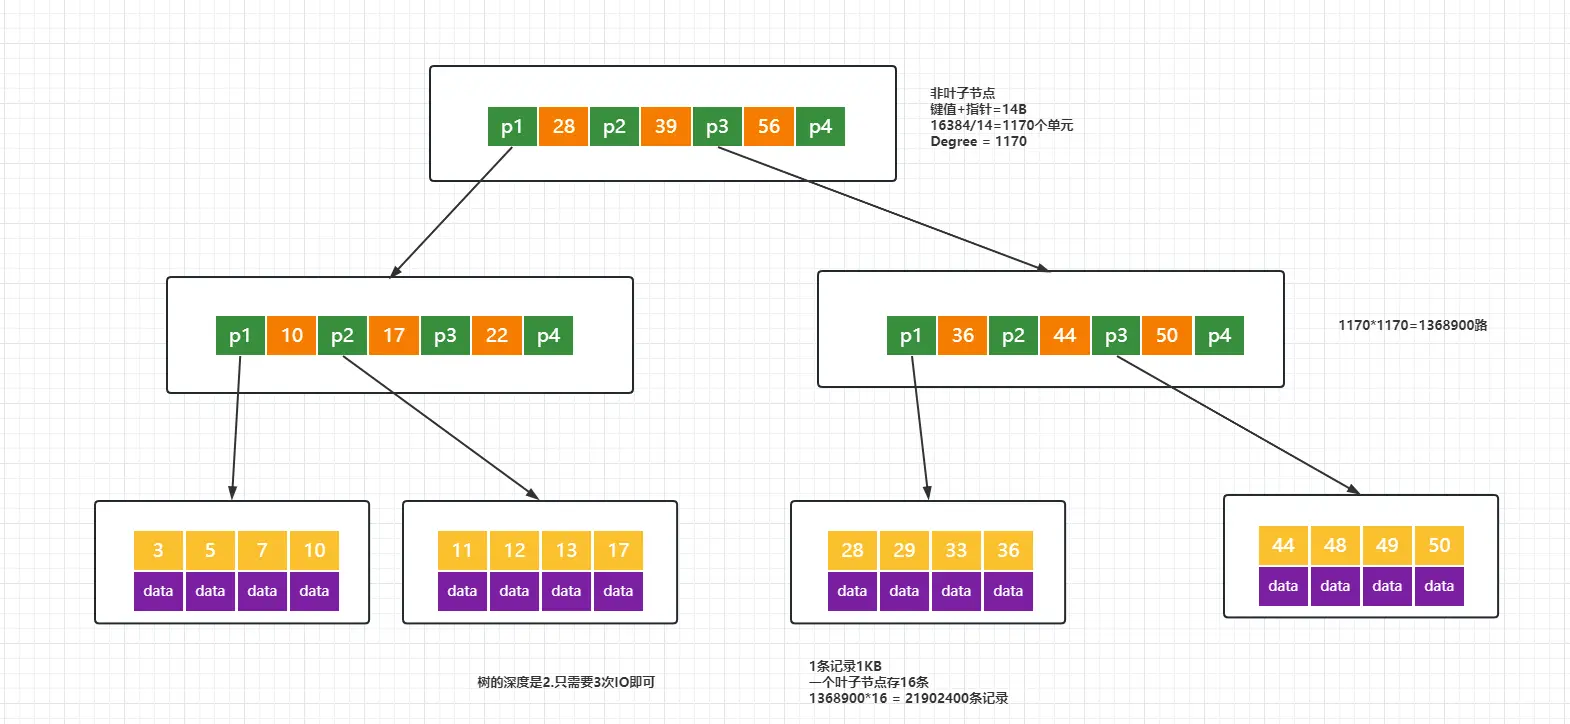 非叶子节点
键值+指针=14B
16384/14=1170个单元
Degree = 1170
p1 28 p2 39 p3 56 p4
p1 10 p2 17 p3 22 p4
p1 36 p2 44 p3 50 p4
1170*1170=1368900路
3 5 7 10
data data data data
11 12 13 17
data data data data
28 29 33 36
data data data data
44 48 49 50
data data data data
树的深度是2.只需要3次IO即可
1条记录1KB
一个叶子节点存16条
1368900*16 = 21902400条记录